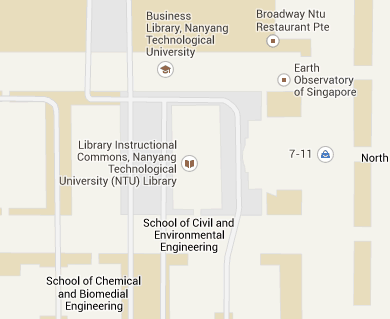 Business
Library, Nanyang
Technological
University
Broadway Ntu
Restaurant Pte
Earth
Observatory
of Singapore
Library Instructional
Commons, Nanyang
Technological
University (NTU) Library
7-11
North
School of Civil and
Environmental
Engineering
School of Chemical
and Biomedial
Engineering